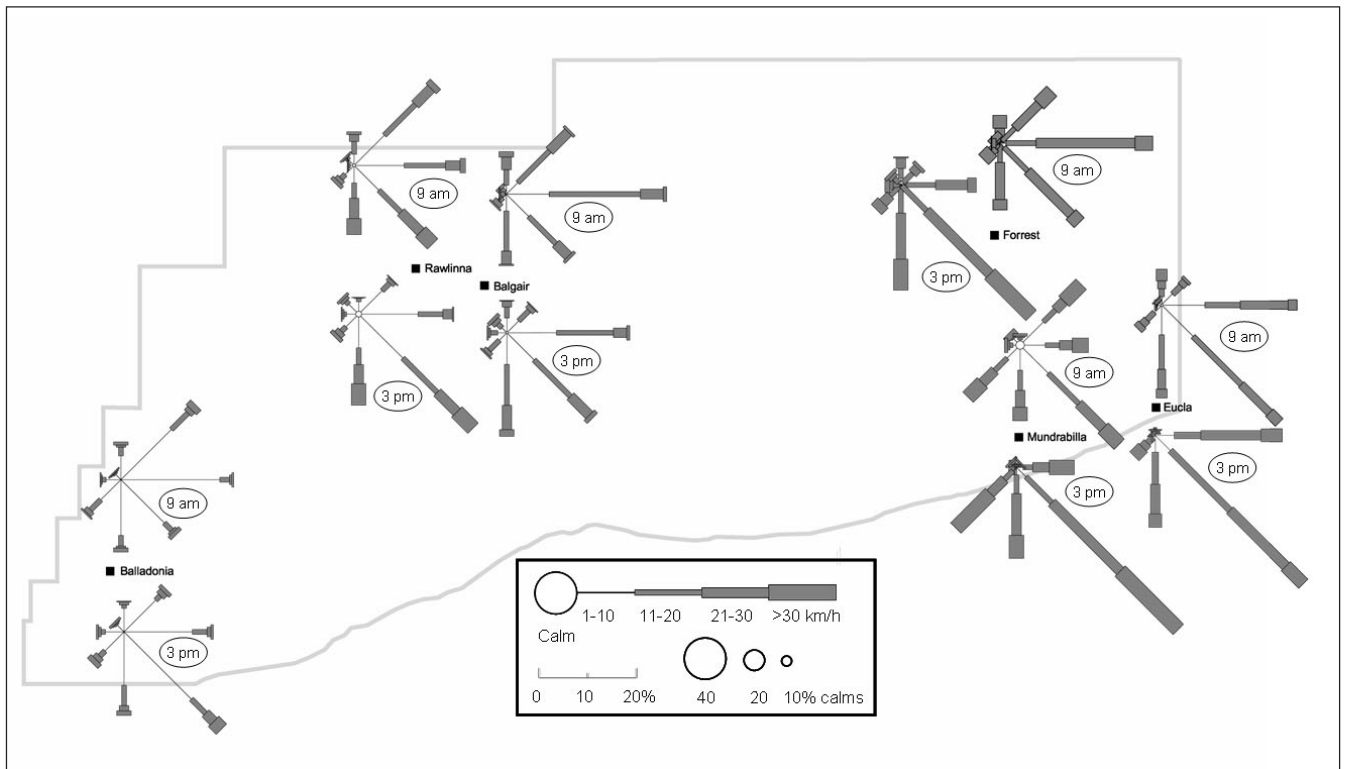 9 am
9 am
9 am
Forrest
Rawlinna
3 pm
Balgair
9 am
3 pm
9 am
3 pm
Eucla
Mundrabilla
3 pm
3 pm
9 am
Balladonia
3 pm
1-10 11-20 21-30 >30 km/h
Calm
0 10 20% 40 20 10% calms